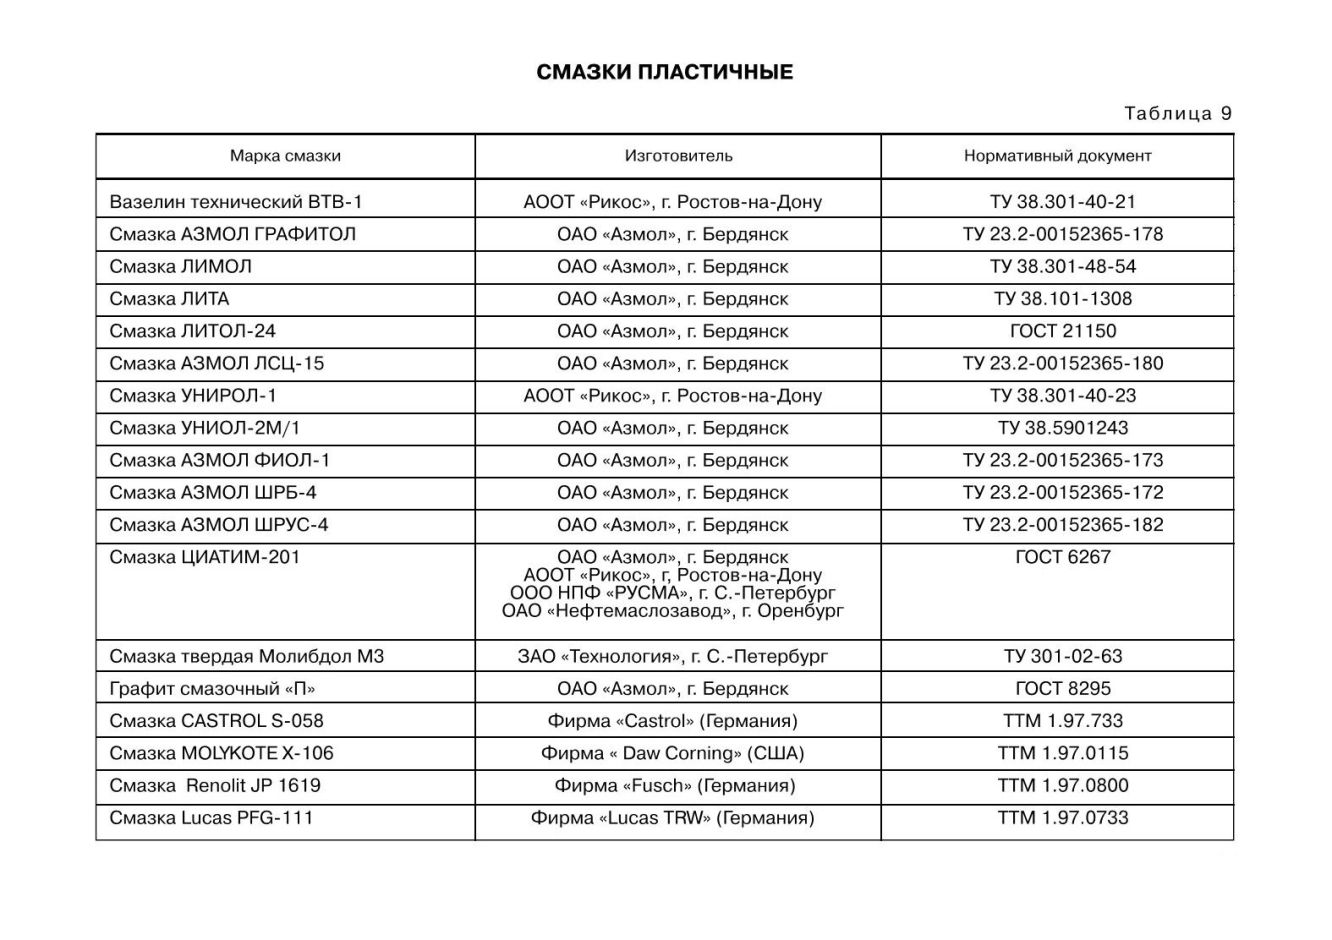 СМАЗКИ ПЛАСТИЧНЫЕ
Таблица 9
Марка смазки Изготовитель Нормативный документ
Вазелин технический ВТВ-1 АООТ «Рикос», г. Ростов-на-Дону ТУ 38.301-40-21
Смазка АЗМОЛ ГРАФИТОЛ ОАО «Азмол», г. Бердянск ТУ 23.2-00152365-178
Смазка ЛИМОЛ ОАО «Азмол», г. Бердянск ТУ 38.301-48-54
Смазка ЛИТА ОАО «Азмол», г. Бердянск ТУ 38.101-1308
Смазка ЛИТОЛ-24 ОАО «Азмол», г. Бердянск ГОСТ 21150
Смазка АЗМОЛ ЛСЦ-15 ОАО «Азмол», г. Бердянск ТУ 23.2-00152365-180
Смазка УНИРОЛ-1 АООТ «Рикос», г. Ростов-на-Дону ТУ 38.301-40-23
Смазка УНИОЛ-2М/1 ОАО «Азмол», г. Бердянск ТУ 38.5901243
Смазка АЗМОЛ ФИОЛ-1 ОАО «Азмол», г. Бердянск ТУ 23.2-00152365-173
Смазка АЗМОЛ ШРБ-4 ОАО «Азмол», г. Бердянск ТУ 23.2-00152365-172
Смазка АЗМОЛ ШРУС-4 ОАО «Азмол», г. Бердянск ТУ 23.2-00152365-182
Смазка ЦИАТИМ-201 ОАО «Азмол», г. Бердянск ГОСТ 6267
АООТ «Рикос», г, Ростов-на-Дону
ООО НПФ «РУСМА», г. С.-Петербург
ОАО «Нефтемаслозавод», г. Оренбург
Смазка твердая Молибдол М3 ЗАО «Технология», г. С.-Петербург ТУ 301-02-63
Графит смазочный «П» ОАО «Азмол», г. Бердянск ГОСТ 8295
Смазка CASTROL S-058 Фирма «Castrol» (Германия) ТТМ 1.97.733
Смазка MOLYKOTE X-106 Фирма « Daw Corning» (США) ТТМ 1.97.0115
Смазка Renolit JP 1619 Фирма «Fusch» (Германия) ТТМ 1.97.0800
Смазка Lucas PFG-111 Фирма «Lucas TRW» (Германия) ТТМ 1.97.0733